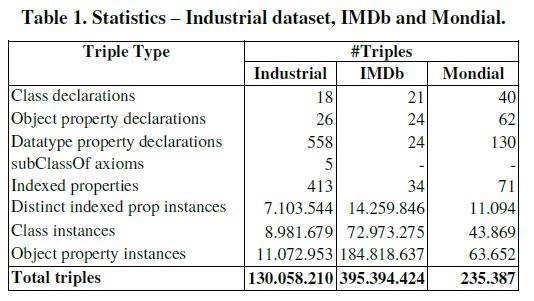 Table 1. Statistics – Industrial dataset, IMDb and Mondial.
Triple Type #Triples
Industrial IMDb Mondial
Class declarations 18 21 40
Object property declarations 26 24 62
Datatype property declarations 558 24 130
subClassOf axioms 5 - -
Indexed properties 413 34 71
Distinct indexed prop instances 7.103.544 14.259.846 11.094
Class instances 8.981.679 72.973.275 43.869
Object property instances 11.072.953 184.818.637 63.652
Total triples 130.058.210 395.394.424 235.387